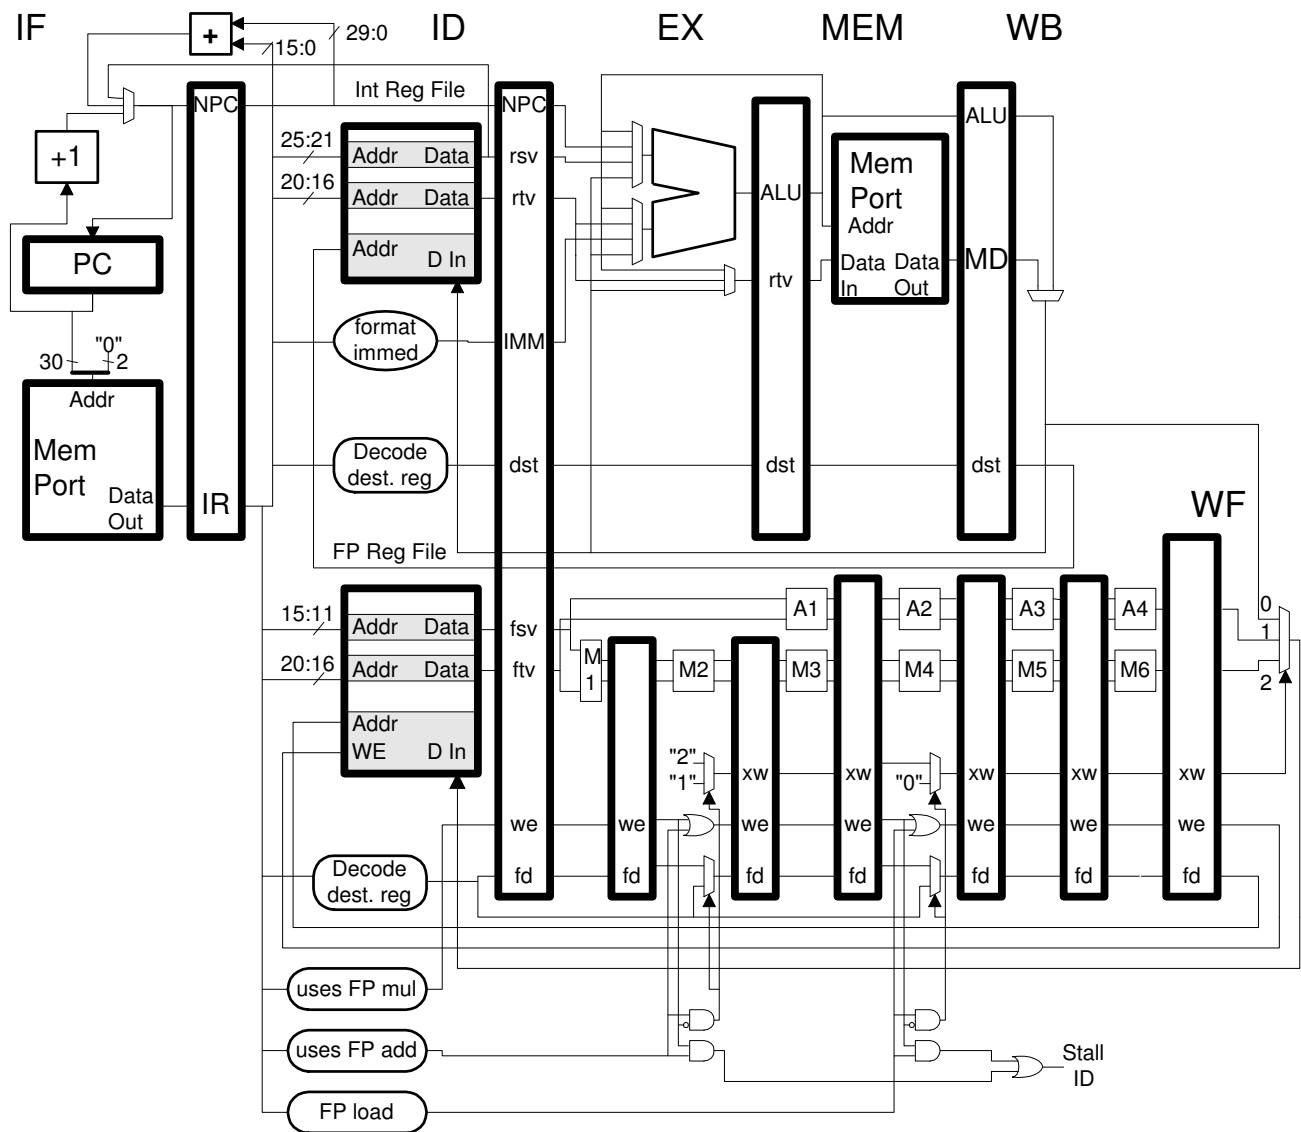 IF ID EX MEM WB
+ 29:0
15:0
Int Reg File
NPC NPC ALU
+1
25:21 Addr Data rsv
Mem
Port
20:16 Addr Data rtv ALU
Addr
Addr D In
PC
rtv Data Data MD
In Out
format
immed IMM
30 "0" 2
Addr
Mem
Port
Data
Out
IR
Decode
dest. reg dst dst dst
WF
FP Reg File
15:11 Addr Data fsv
A1 A2 A3 A4
0
1
2
20:16 Addr Data ftv
M
1 M2 M3 M4 M5 M6
Addr
WE D In
"2"
"1" xw xw "0" xw xw xw
we we we we we we we
Decode
dest. reg fd fd fd fd fd fd fd
uses FP mul
uses FP add
Stall
ID
FP load